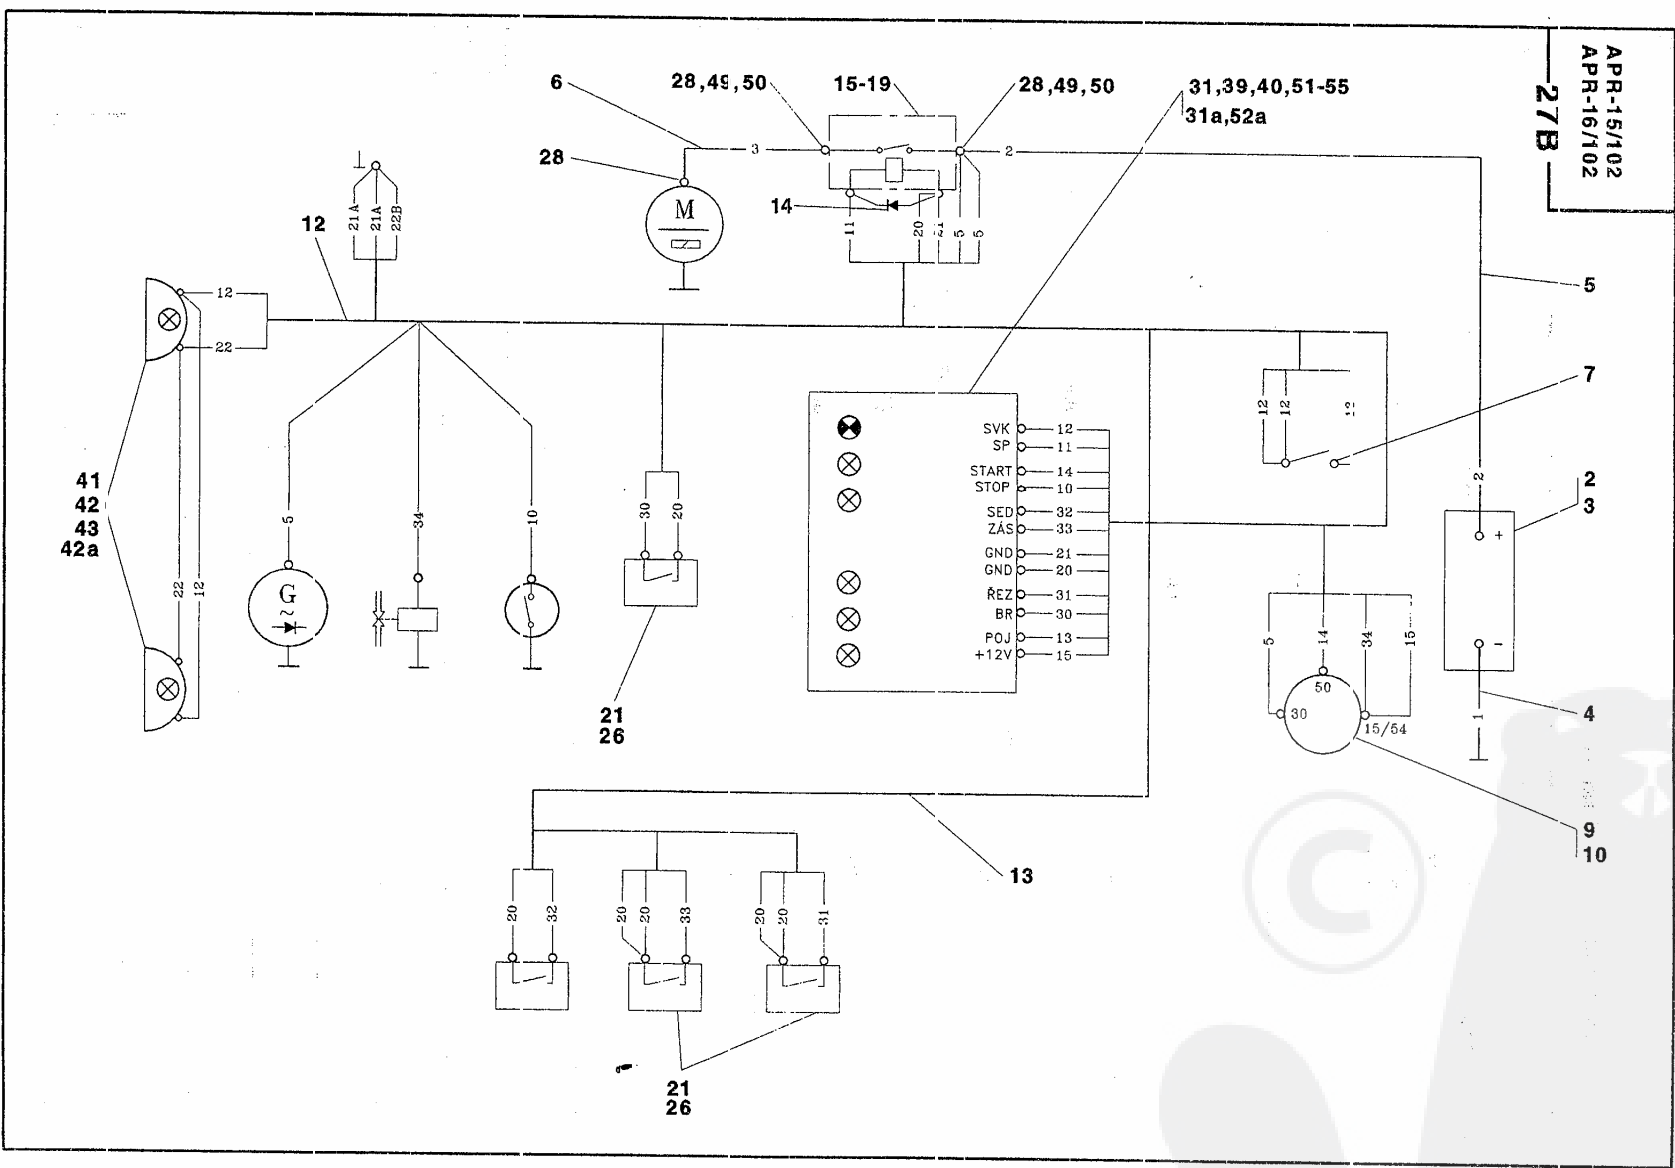 APR-15/102
APR-16/102
27B
6
28,49,50
15-19
28,49,50
31,39,40,51-55
31a,52a
3
2
28
M
14
11
20
21
5
5
12
21A
21A
22B
5
12
22
7
12
12
12
41
42
43
42a
22
12
5
34
10
30
20
G
21
26
SVK 12
SP 11
START 14
STOP 10
SED 32
ZÁS 33
GND 21
GND 20
ŘEZ 31
BR 30
POJ 13
+12V 15
2
2
3
+
-
5
14
34
15
50
30
15/54
4
1
9
10
13
20
32
20
20
33
20
20
31
21
26
©